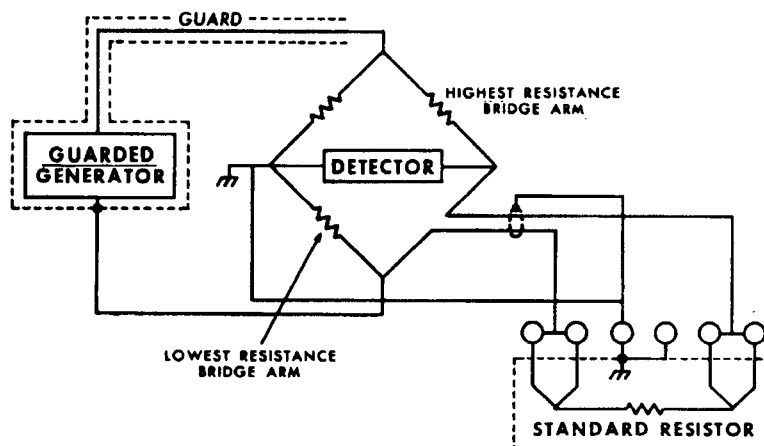 GUARD
HIGHEST RESISTANCE
BRIDGE ARM
GUARDED
GENERATOR
DETECTOR
LOWEST RESISTANCE
BRIDGE ARM
STANDARD RESISTOR